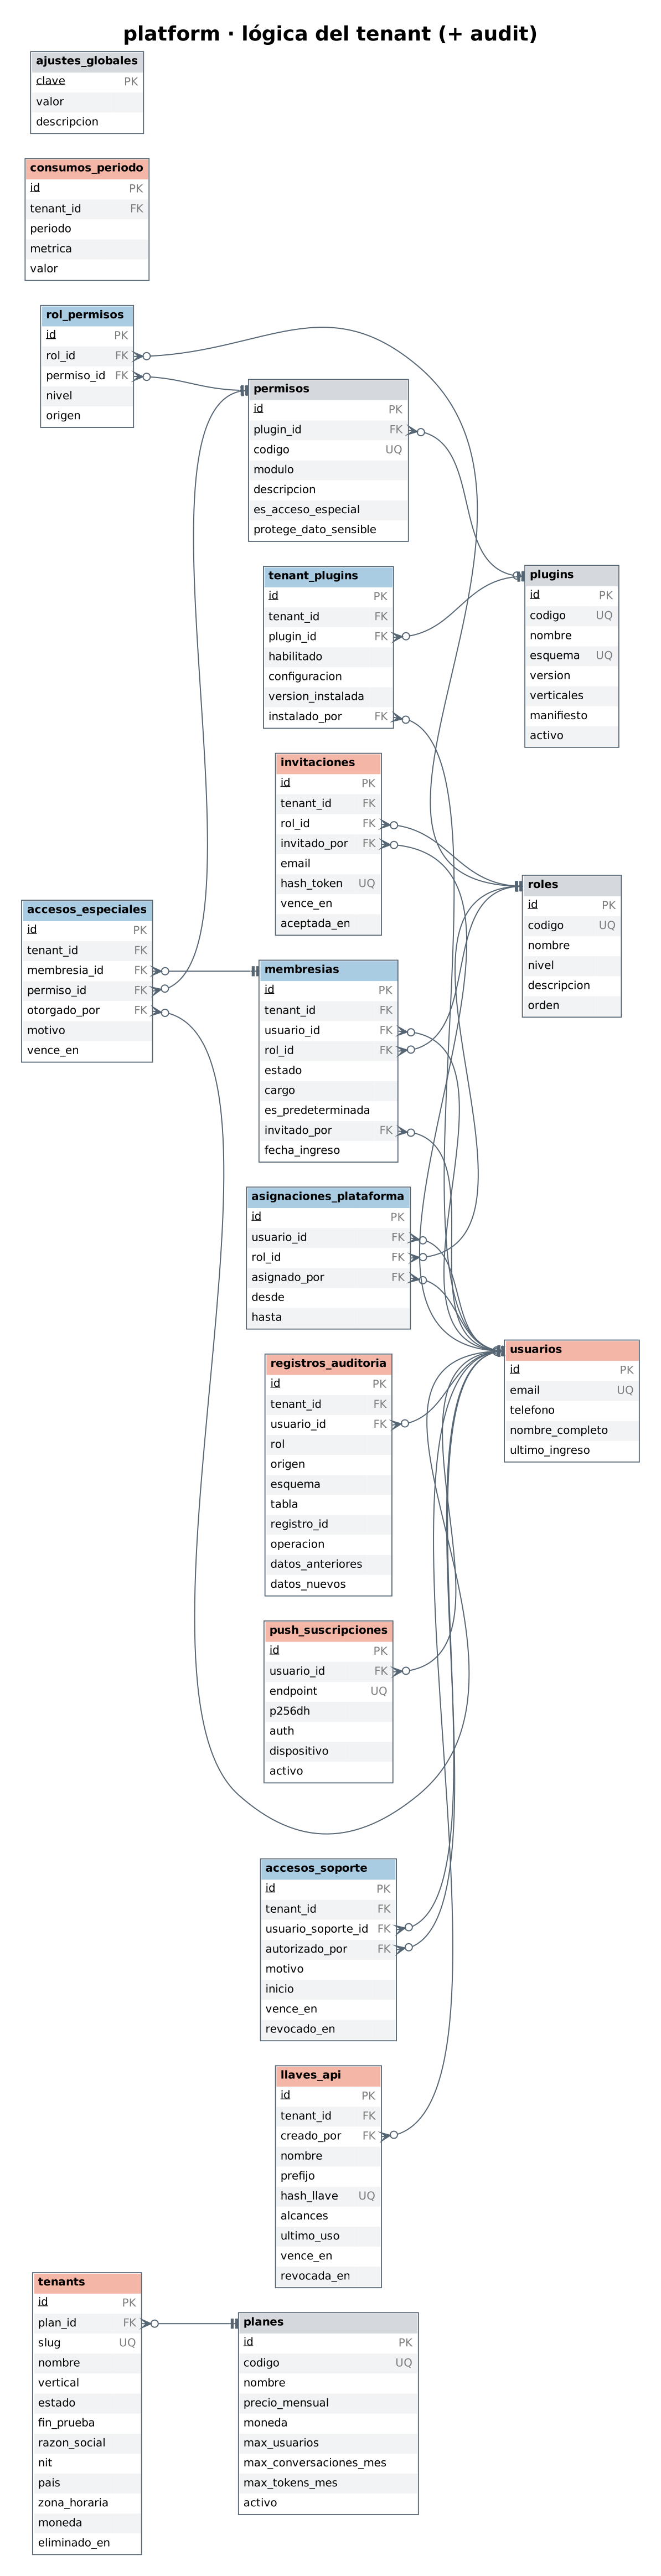 platform · lógica del tenant (+ audit)
ajustes_globales
clave PK
valor
descripcion
consumos_periodo
id PK
tenant_id FK
periodo
metrica
valor
rol_permisos
id PK
rol_id FK
permiso_id FK
nivel
origen
permisos
id PK
plugin_id FK
codigo UQ
modulo
descripcion
es_acceso_especial
protege_dato_sensible
tenant_plugins
id PK
tenant_id FK
plugin_id FK
habilitado
configuracion
version_instalada
instalado_por FK
plugins
id PK
codigo UQ
nombre
esquema UQ
version
verticales
manifiesto
activo
invitaciones
id PK
tenant_id FK
rol_id FK
invitado_por FK
email
hash_token UQ
vence_en
aceptada_en
roles
id PK
codigo UQ
nombre
nivel
descripcion
orden
accesos_especiales
id PK
tenant_id FK
membresia_id FK
permiso_id FK
otorgado_por FK
motivo
vence_en
membresias
id PK
tenant_id FK
usuario_id FK
rol_id FK
estado
cargo
es_predeterminada
invitado_por FK
fecha_ingreso
asignaciones_plataforma
id PK
usuario_id FK
rol_id FK
asignado_por FK
desde
hasta
usuarios
id PK
email UQ
telefono
nombre_completo
ultimo_ingreso
registros_auditoria
id PK
tenant_id FK
usuario_id FK
rol
origen
esquema
tabla
registro_id
operacion
datos_anteriores
datos_nuevos
push_suscripciones
id PK
usuario_id FK
endpoint UQ
p256dh
auth
dispositivo
activo
accesos_soporte
id PK
tenant_id FK
usuario_soporte_id FK
autorizado_por FK
motivo
inicio
vence_en
revocado_en
llaves_api
id PK
tenant_id FK
creado_por FK
nombre
prefijo
hash_llave UQ
alcances
ultimo_uso
vence_en
revocada_en
tenants
id PK
plan_id FK
slug UQ
nombre
vertical
estado
fin_prueba
razon_social
nit
pais
zona_horaria
moneda
eliminado_en
planes
id PK
codigo UQ
nombre
precio_mensual
moneda
max_usuarios
max_conversaciones_mes
max_tokens_mes
activo